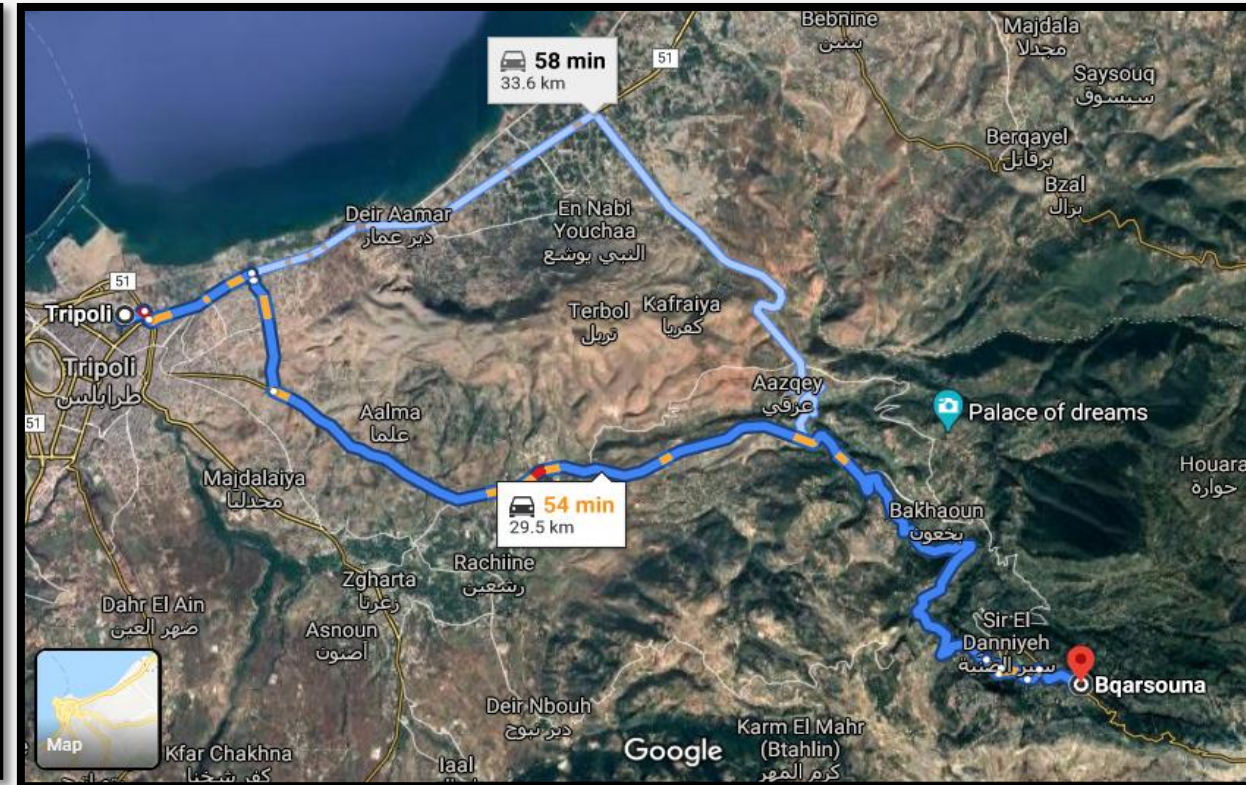 Bebnine
ببنين
Majdala
مجدلا
58 min
33.6 km
51
Saysouq
سيسوق
Berqayel
برقايل
Bzal
بزال
Deir Aamar
دير عمار
En Nabi
Youchaa
النبي يوشع
51
Tripoli
Terbol
تربل
Kafraiya
كفريا
Tripoli
طرابلس
Aazqey
عزقي
Palace of dreams
51
Aalma
علما
Majdalaiya
مجدليا
Houara
حوارة
54 min
29.5 km
Bakhaoun
بخعون
Rachiine
رشعين
Zgharta
زغرتا
Dahr El Ain
ضهر العين
Asnoun
أصنون
Sir El
Danniyeh
سير الضنية
Bqarsouna
Deir Nbouh
دير نبوح
Karm El Mahr
(Btahlin)
كرم المهر
Google
Map
Kfar Chakhna
كفر شخنا
Iaal